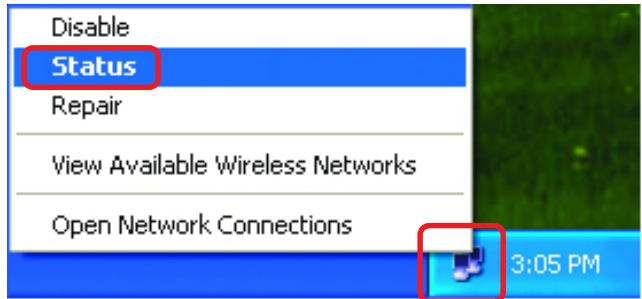 Disable
Status
Repair
View Available Wireless Networks
Open Network Connections
3:05 PM